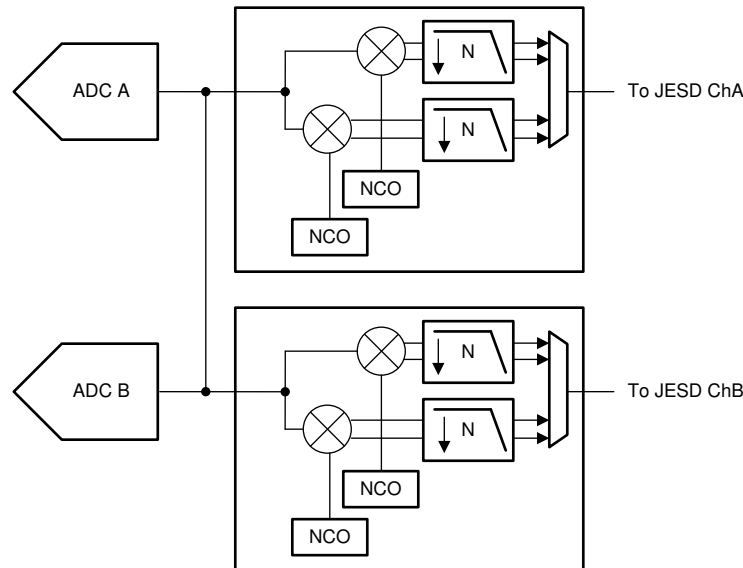 ADC A
N
To JESD ChA
N
NCO
NCO
ADC B
N
To JESD ChB
N
NCO
NCO